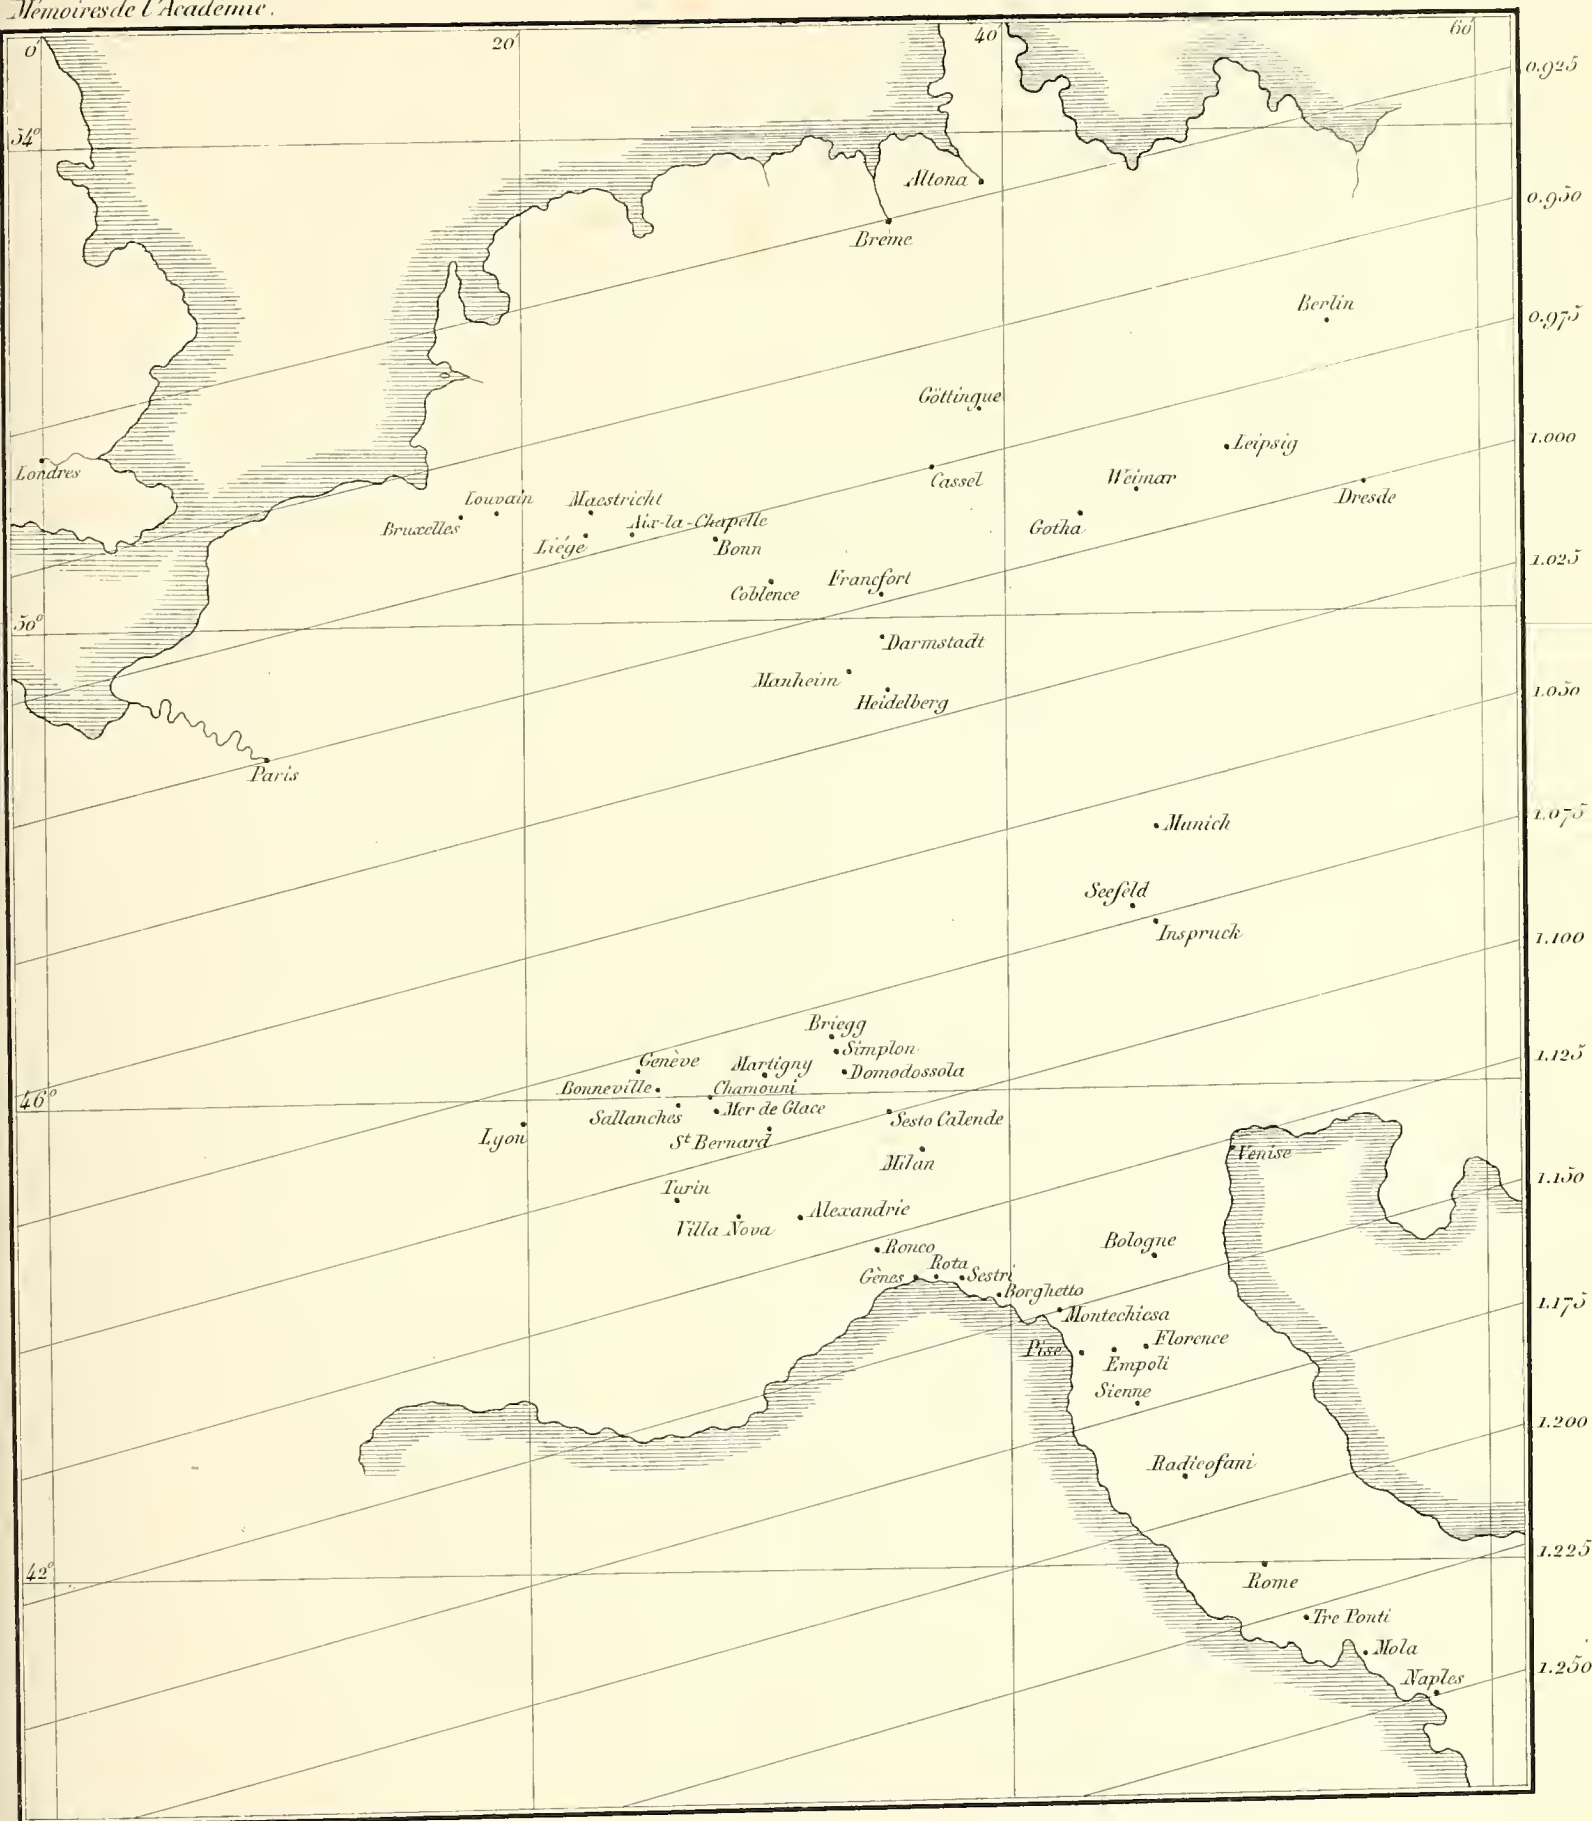 Mémoires de l'Académie.
0' 20' 40' 60'
0.925
54°
Altona
0.950
Brême
Berlin
0.975
Göttingue
1.000
Leipsig
Londres
Cassel
Weimar
Dresde
Louvain
Maestricht
Bruxelles
Aix-la-Chapelle
Gotha
Liége
Bonn
1.025
Francfort
Coblence
50°
Darmstadt
Manheim
Heidelberg
1.050
Paris
1.075
Munich
Seefeld
Inspruck
1.100
Briegg
Simplon
1.125
Genève
Martigny
Domodossola
Bonneville
Chamouni
46°
Sallanches
Mer de Glace
Sesto Calende
Lyon
St Bernard
Venise
Milan
1.150
Turin
Alexandrie
Villa Nova
Bologne
Ronco
Rota
Gènes
Sestri
Borghetto
1.175
Montechiesa
Florence
Pise
Empoli
Sienne
1.200
Radicofani
1.225
42°
Rome
Tre Ponti
Mola
1.250
Naples